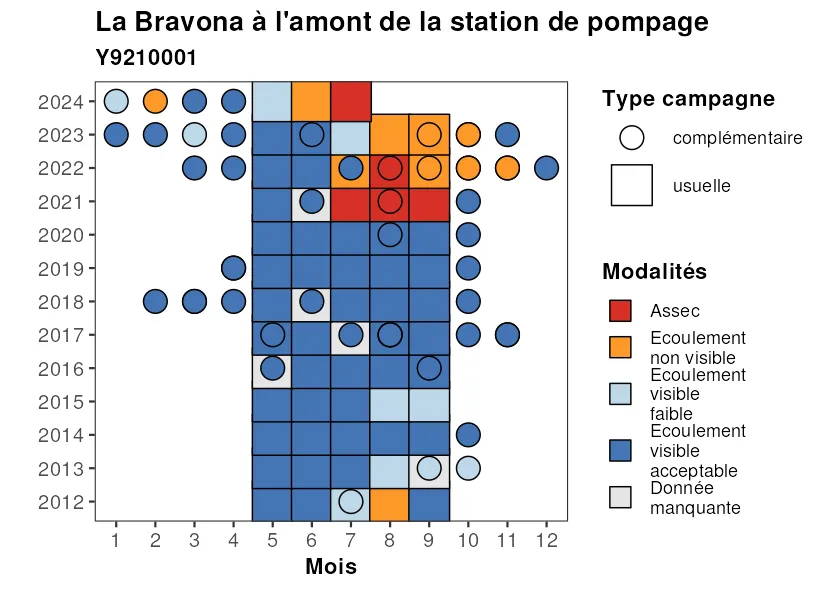 La Bravona à l'amont de la station de pompage
Y9210001
2024
2023
2022
2021
2020
2019
2018
2017
2016
2015
2014
2013
2012
1 2 3 4 5 6 7 8 9 10 11 12
Mois
Type campagne
complémentaire
usuelle
Modalités
Assec
Ecoulement
non visible
Ecoulement
visible
faible
Ecoulement
visible
acceptable
Donnée
manquante